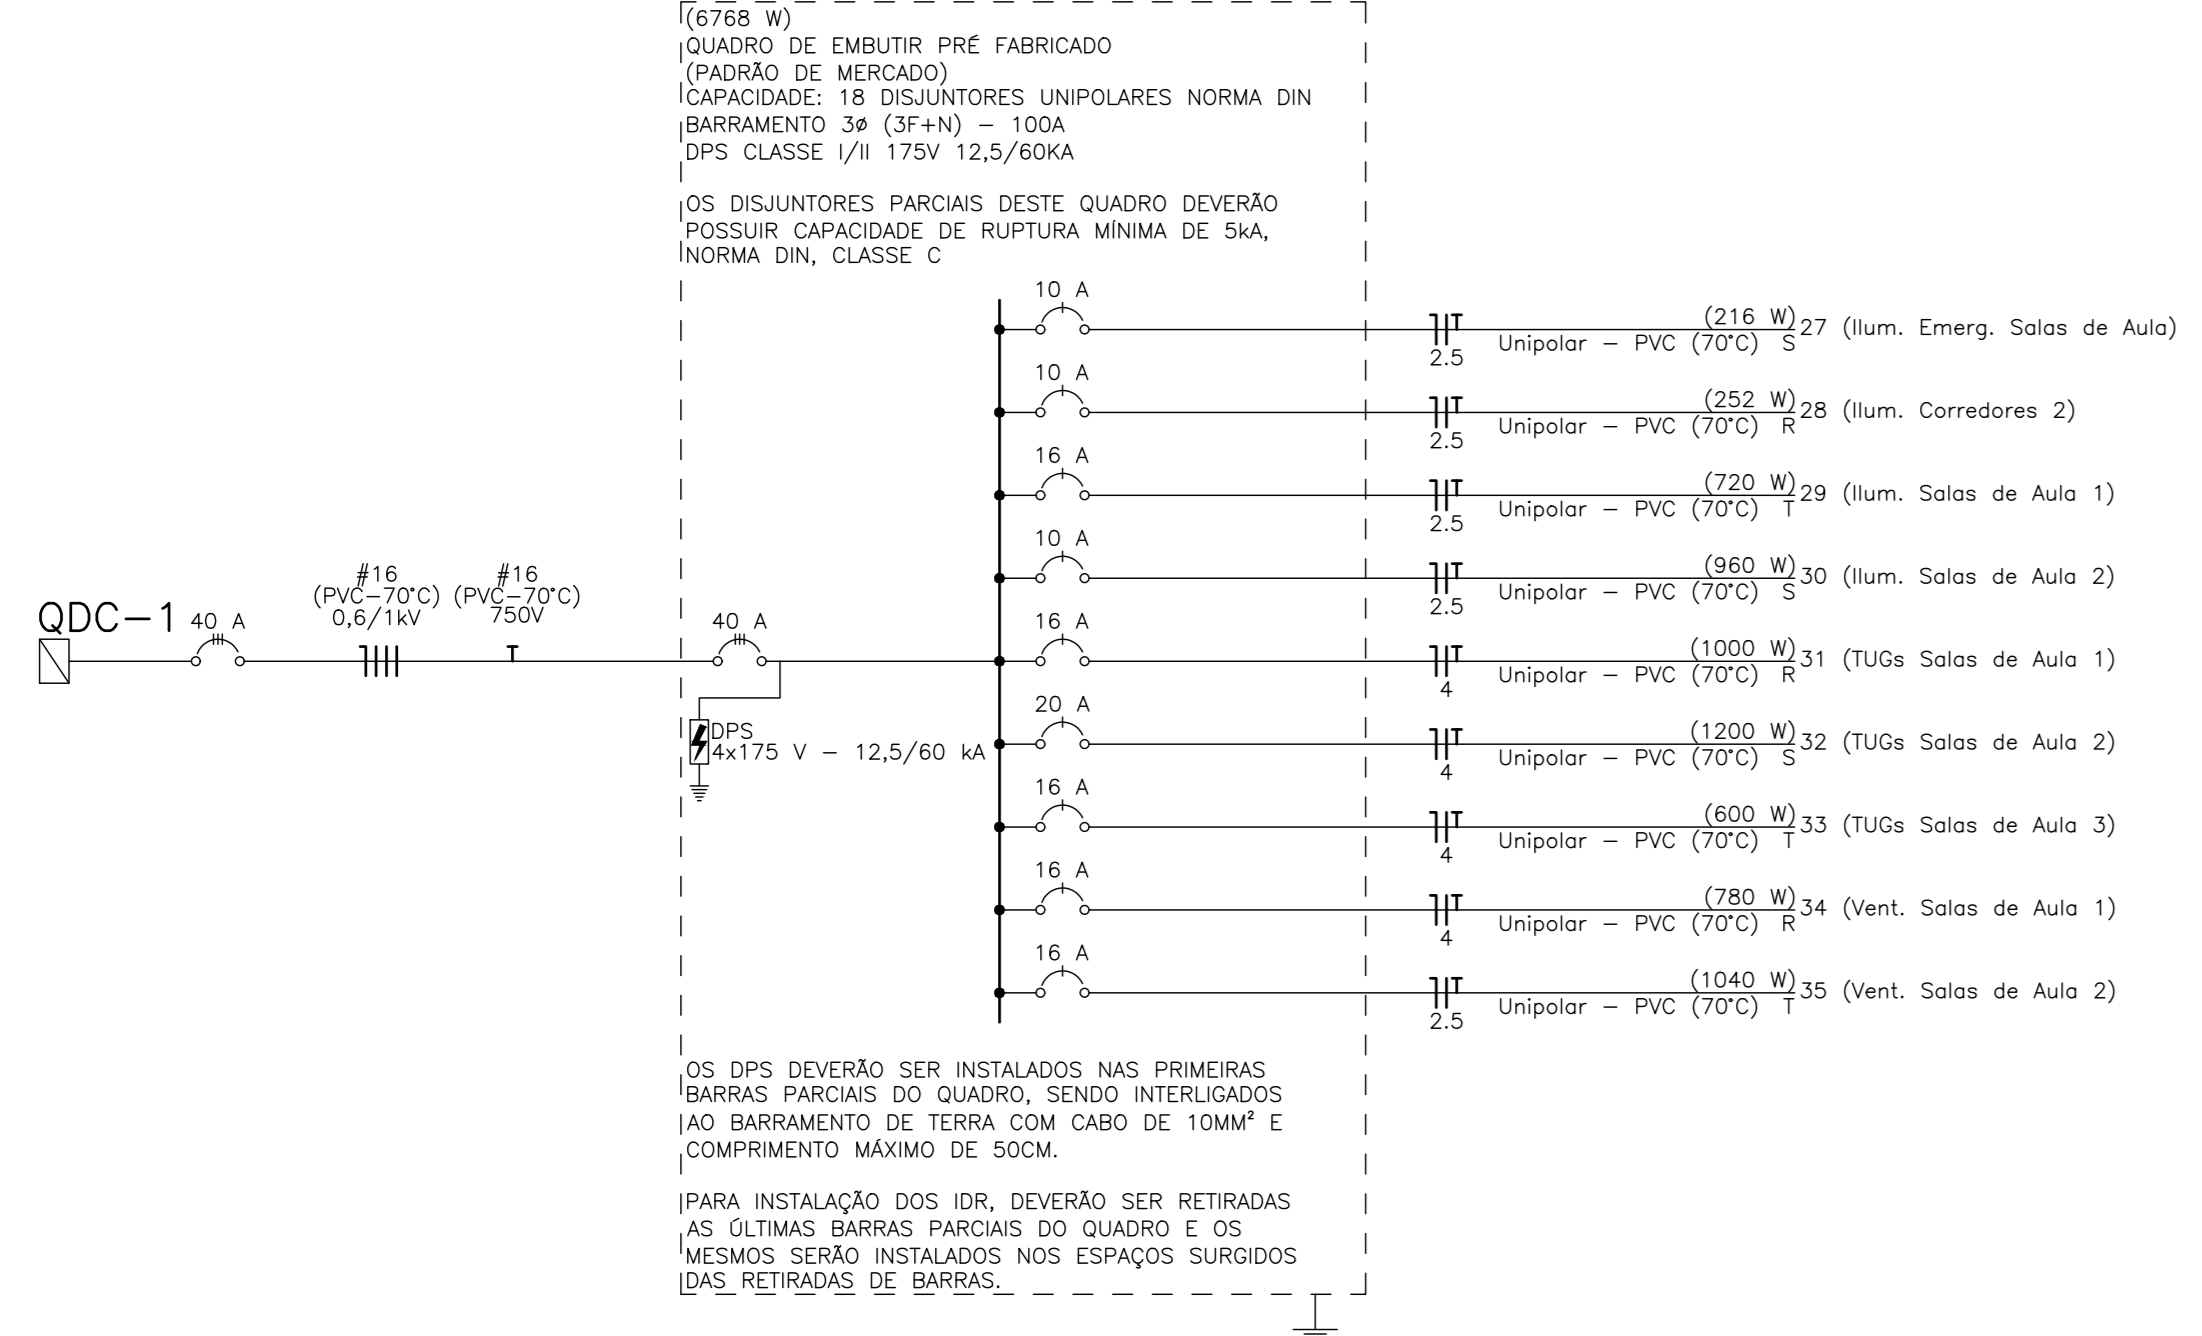 (6768 W)
QUADRO DE EMBUTIR PRÉ FABRICADO
(PADRÃO DE MERCADO)
CAPACIDADE: 18 DISJUNTORES UNIPOLARES NORMA DIN
BARRAMENTO 3ø (3F+N) – 100A
DPS CLASSE I/II 175V 12,5/60KA
OS DISJUNTORES PARCIAIS DESTE QUADRO DEVERÃO
POSSUIR CAPACIDADE DE RUPTURA MÍNIMA DE 5kA,
NORMA DIN, CLASSE C
QDC–1
40 A
#16
(PVC–70°C)
0,6/1kV
#16
(PVC–70°C)
750V
40 A
DPS
4x175 V – 12,5/60 kA
10 A
2.5
(216 W)
Unipolar – PVC (70°C) S
27 (Ilum. Emerg. Salas de Aula)
10 A
2.5
(252 W)
Unipolar – PVC (70°C) R
28 (Ilum. Corredores 2)
16 A
2.5
(720 W)
Unipolar – PVC (70°C) T
29 (Ilum. Salas de Aula 1)
10 A
2.5
(960 W)
Unipolar – PVC (70°C) S
30 (Ilum. Salas de Aula 2)
16 A
4
(1000 W)
Unipolar – PVC (70°C) R
31 (TUGs Salas de Aula 1)
20 A
4
(1200 W)
Unipolar – PVC (70°C) S
32 (TUGs Salas de Aula 2)
16 A
4
(600 W)
Unipolar – PVC (70°C) T
33 (TUGs Salas de Aula 3)
16 A
4
(780 W)
Unipolar – PVC (70°C) R
34 (Vent. Salas de Aula 1)
16 A
2.5
(1040 W)
Unipolar – PVC (70°C) T
35 (Vent. Salas de Aula 2)
OS DPS DEVERÃO SER INSTALADOS NAS PRIMEIRAS
BARRAS PARCIAIS DO QUADRO, SENDO INTERLIGADOS
AO BARRAMENTO DE TERRA COM CABO DE 10MM² E
COMPRIMENTO MÁXIMO DE 50CM.
PARA INSTALAÇÃO DOS IDR, DEVERÃO SER RETIRADAS
AS ÚLTIMAS BARRAS PARCIAIS DO QUADRO E OS
MESMOS SERÃO INSTALADOS NOS ESPAÇOS SURGIDOS
DAS RETIRADAS DE BARRAS.